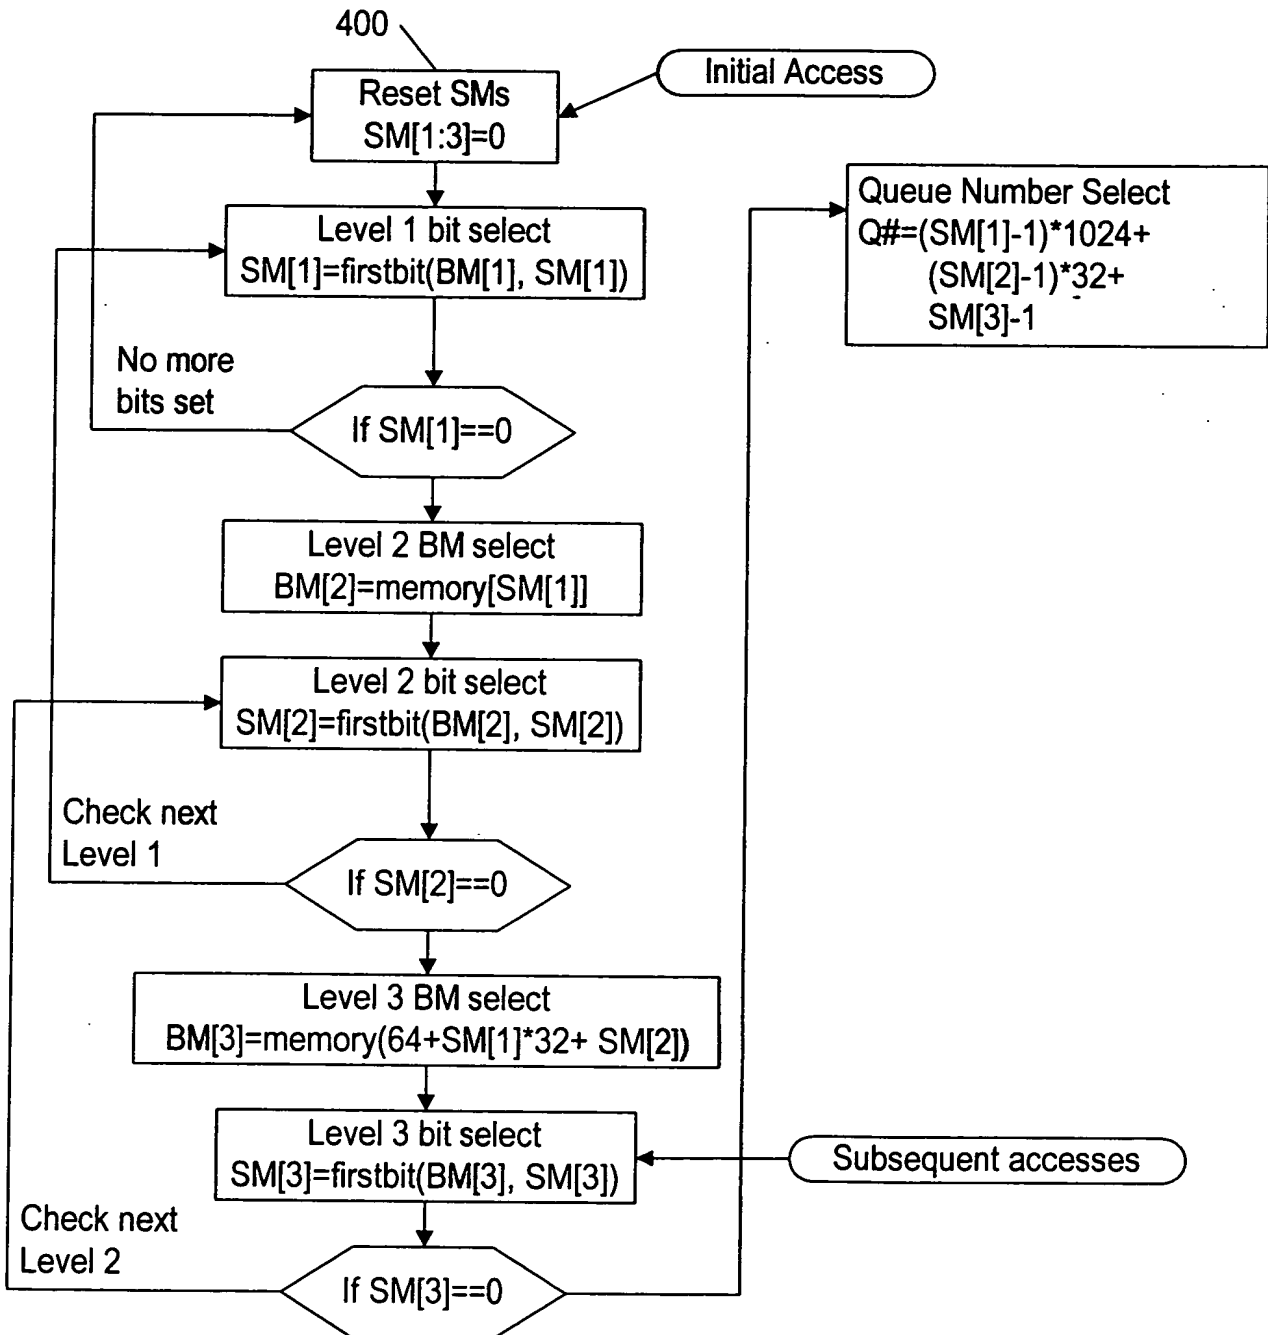 400
Initial Access
Reset SMs
SM[1:3]=0
Queue Number Select
Q#=(SM[1]-1)*1024+
(SM[2]-1)*32+
SM[3]-1
Level 1 bit select
SM[1]=firstbit(BM[1], SM[1])
No more
bits set
If SM[1]==0
Level 2 BM select
BM[2]=memory[SM[1]]
Level 2 bit select
SM[2]=firstbit(BM[2], SM[2])
Check next
Level 1
If SM[2]==0
Level 3 BM select
BM[3]=memory(64+SM[1]*32+ SM[2])
Level 3 bit select
SM[3]=firstbit(BM[3], SM[3])
Subsequent accesses
Check next
Level 2
If SM[3]==0